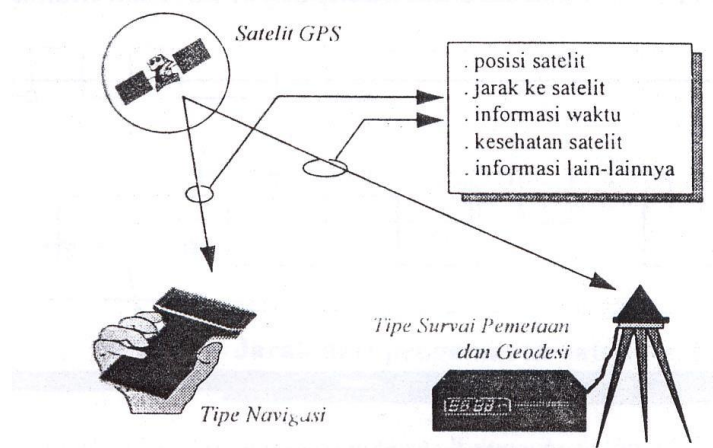 Satelit GPS
. posisi satelit
. jarak ke satelit
. informasi waktu
. kesehatan satelit
. informasi lain-lainnya
Tipe Survai Pemetaan
dan Geodesi
Tipe Navigasi